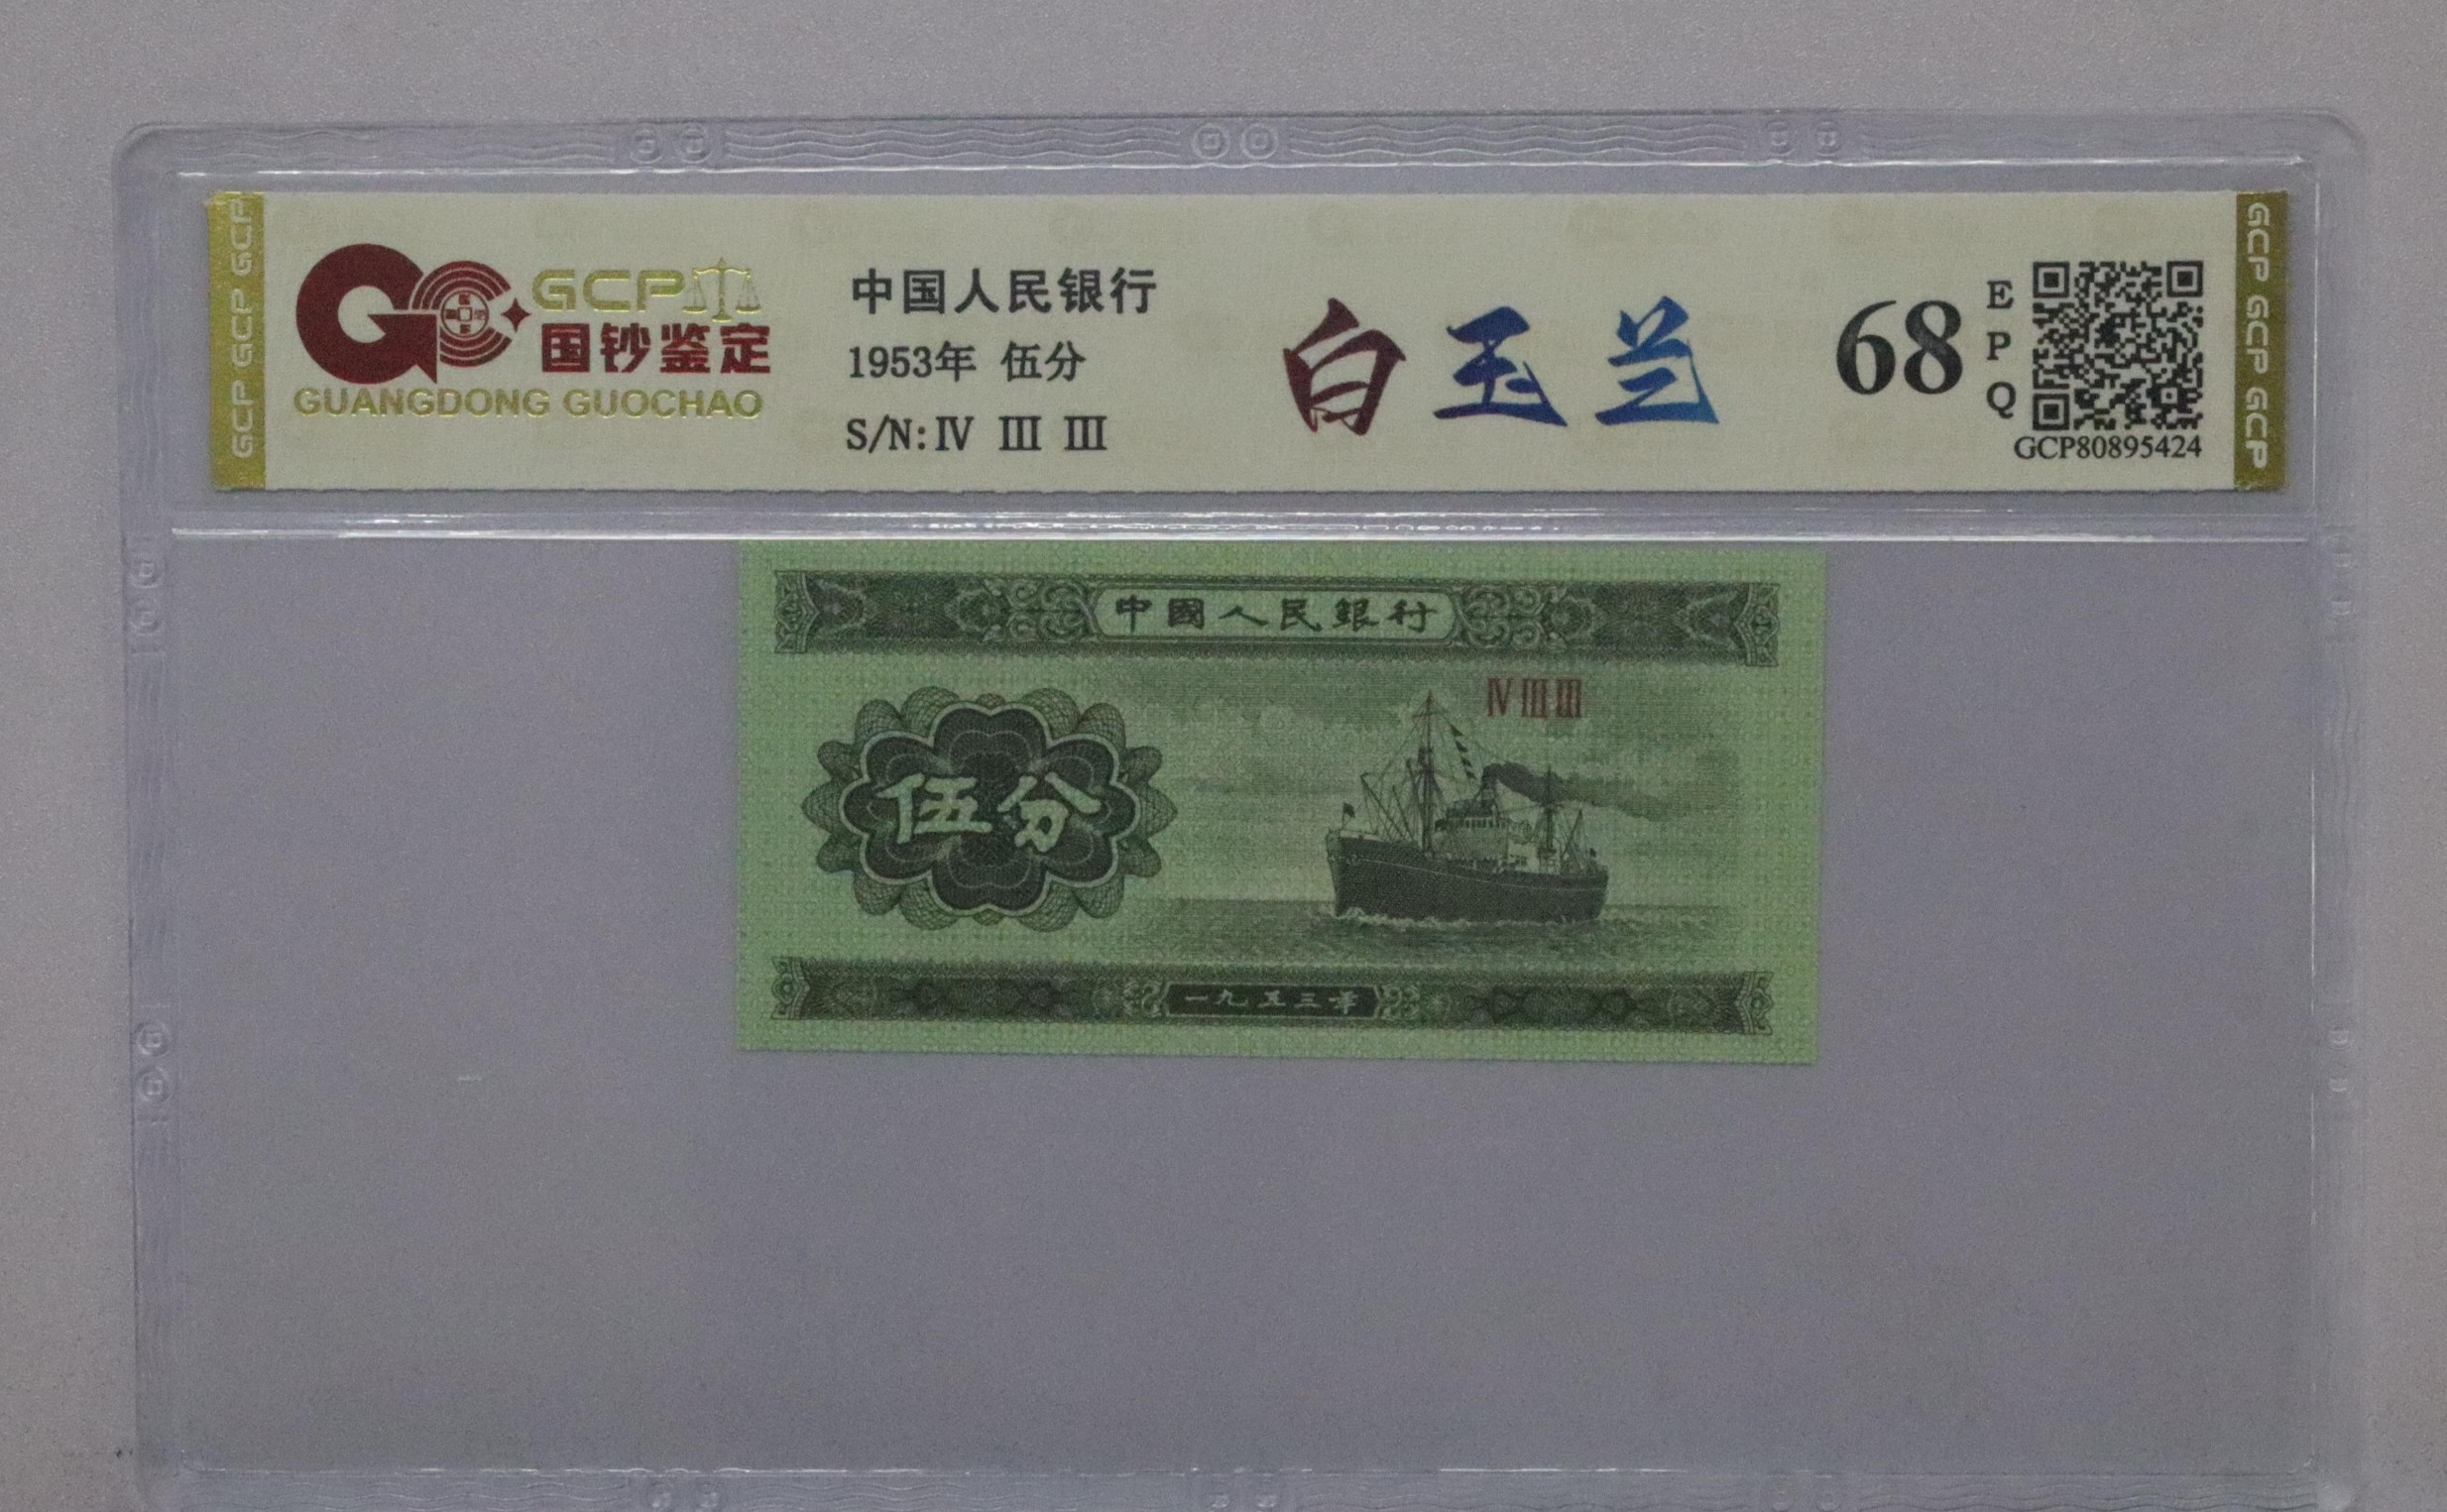 GCP GCP GCP
GCP
国钞鉴定
GUANGDONG GUOCHAO
中国人民银行
1953年 伍分
S/N: Ⅳ Ⅲ Ⅲ
白玉兰
68
EPQ
GCP80895424
GCP GCP GCP
中國人民銀行
Ⅳ Ⅲ Ⅲ
伍分
一九五三年